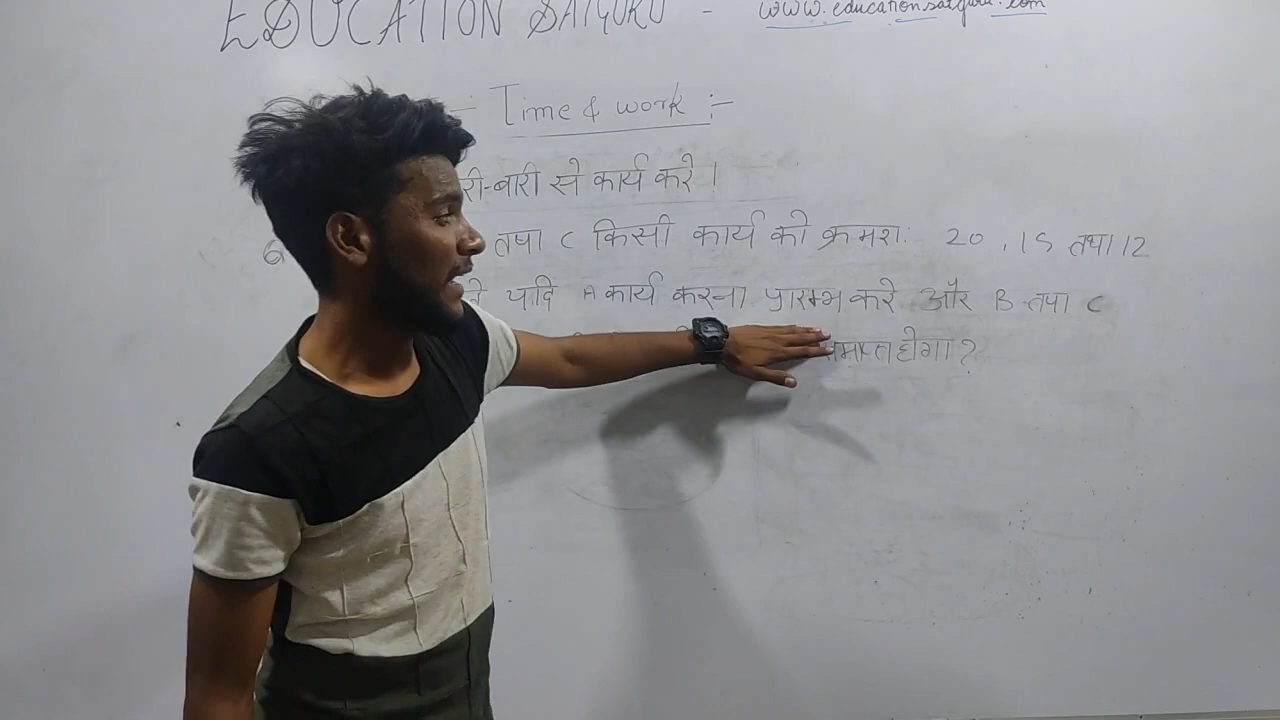 EDUCATION SATGURU - www.educationsatguru.com
- Time & work :-
री-बारी से कार्य करे।
तथा C किसी कार्य को क्रमश: 20, 15 तथा 12
यदि A कार्य करना प्रारम्भ करे और B तथा C
समाप्त होगा?